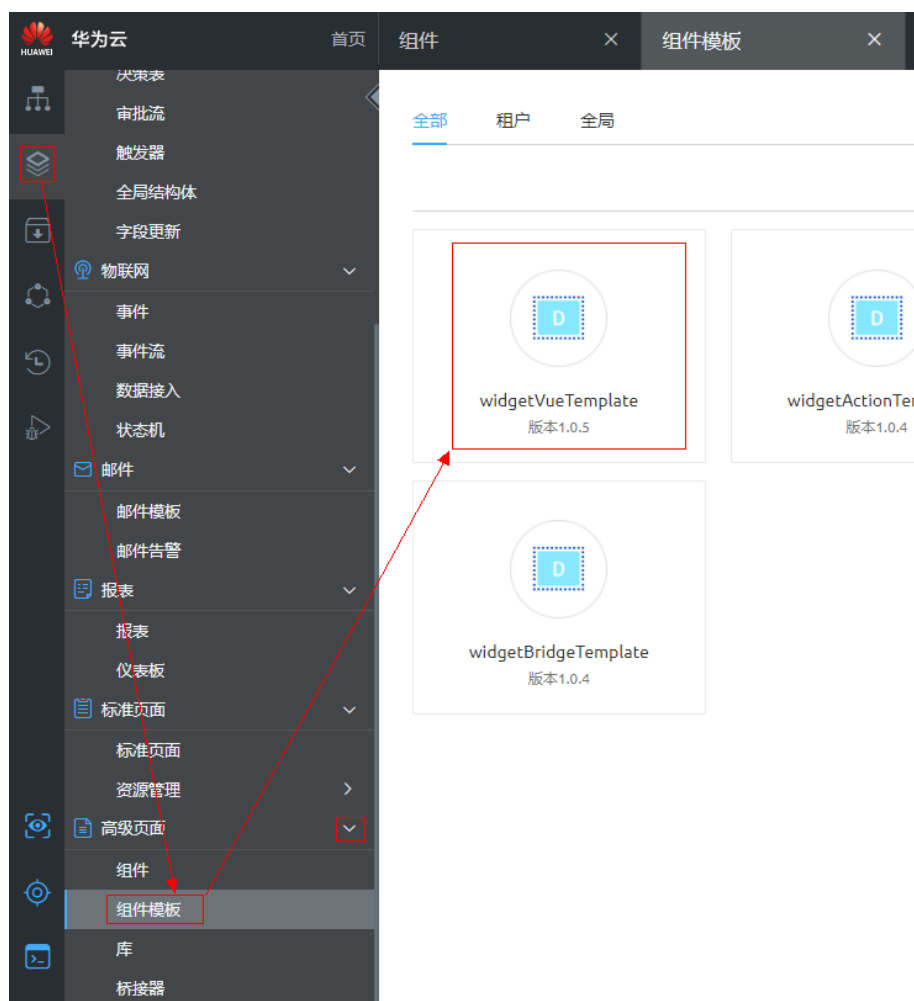 HUAWEI
华为云
首页
组件
组件模板
决策表
审批流
触发器
全局结构体
字段更新
物联网
事件
事件流
数据接入
状态机
邮件
邮件模板
邮件告警
报表
报表
仪表板
标准页面
标准页面
资源管理
高级页面
组件
组件模板
库
桥接器
全部
租户
全局
D
widgetVueTemplate
版本1.0.5
D
widgetActionTe
版本1.0.4
D
widgetBridgeTemplate
版本1.0.4